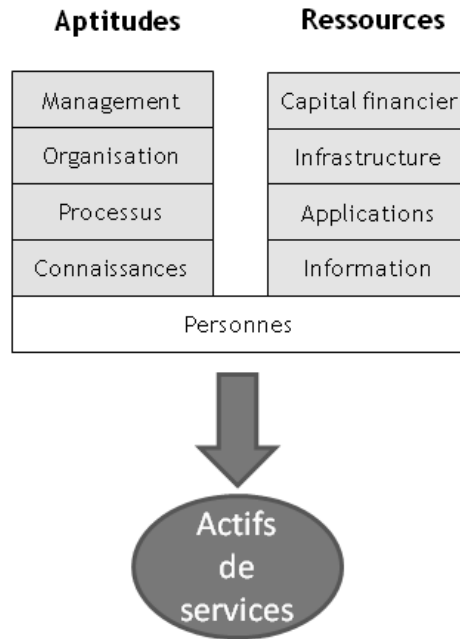 Aptitudes
Ressources
Management
Capital financier
Organisation
Infrastructure
Processus
Applications
Connaissances
Information
Personnes
Actifs
de
services